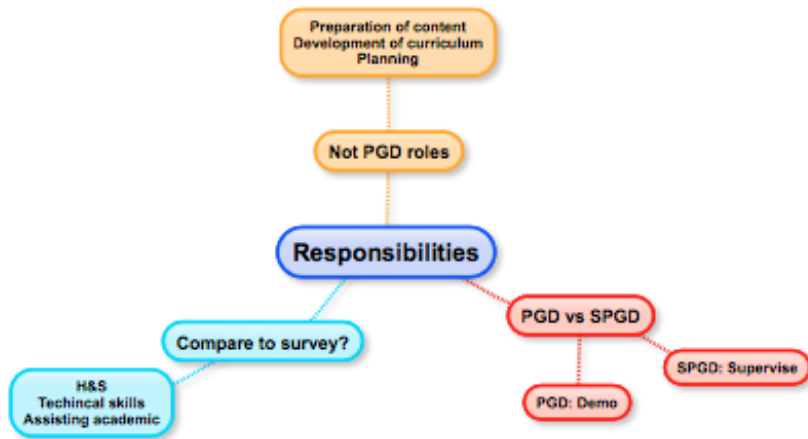 Preparation of content
Development of curriculum
Planning
Not PGD roles
Responsibilities
PGD vs SPGD
Compare to survey?
SPGD: Supervise
H&S
Techincal skills
Assisting academic
PGD: Demo